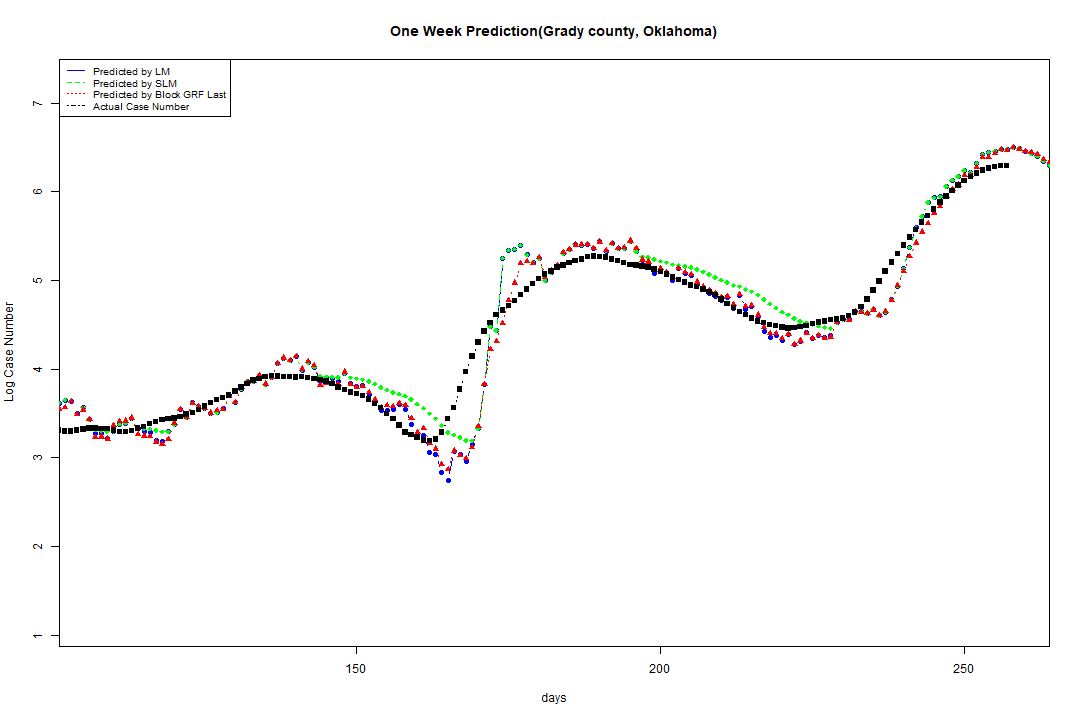 One Week Prediction(Grady county, Oklahoma)
Predicted by LM
Predicted by SLM
Predicted by Block GRF Last
Actual Case Number
7
6
5
4
3
2
1
Log Case Number
150 200 250
days